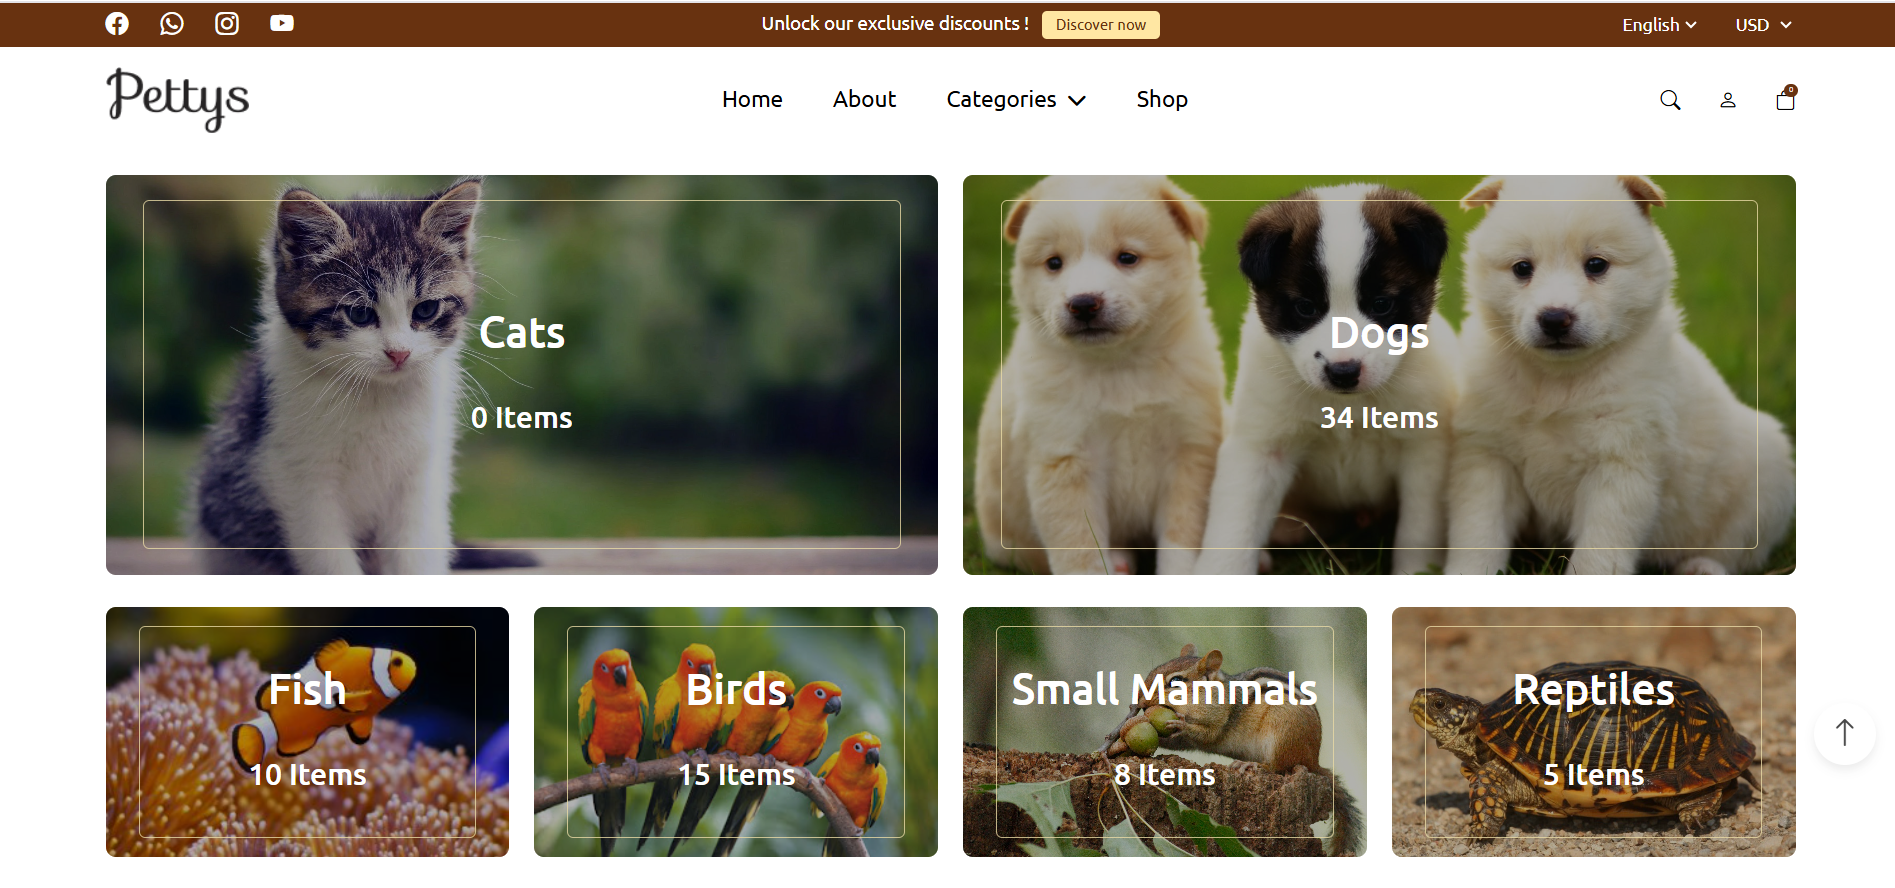 Unlock our exclusive discounts ! Discover now English USD
Pettys Home About Categories Shop 0
Cats
0 Items
Dogs
34 Items
Fish
10 Items
Birds
15 Items
Small Mammals
8 Items
Reptiles
5 Items